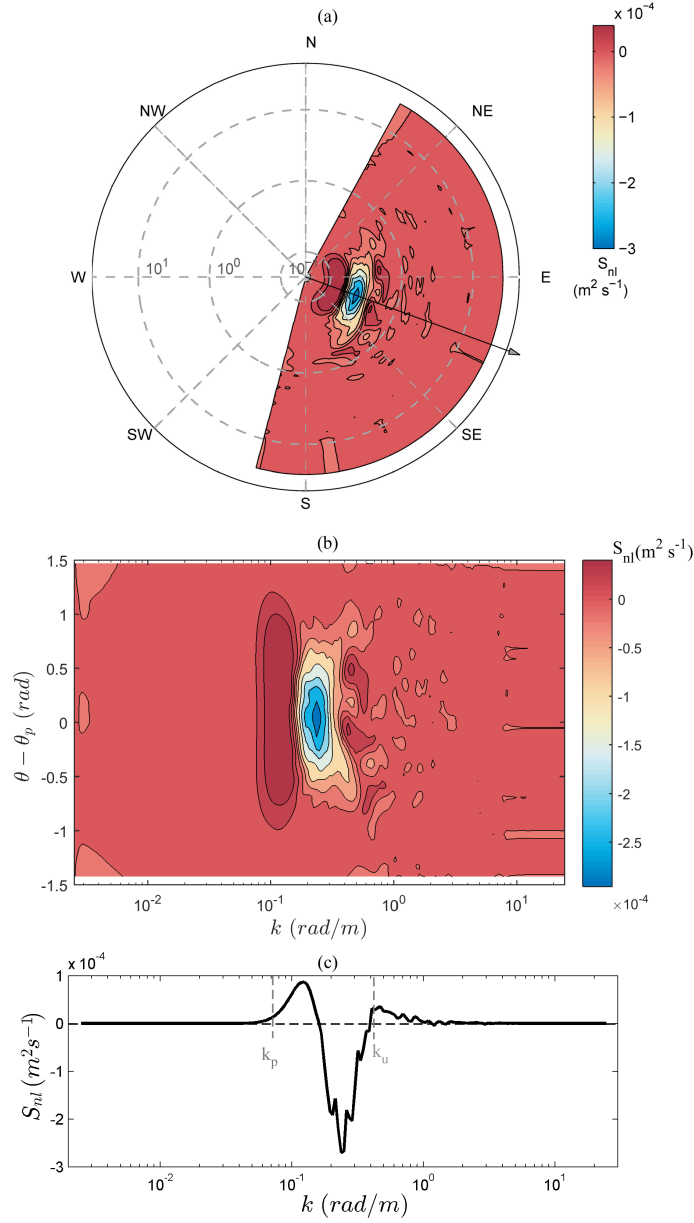 (a)
x 10⁻⁴
N
0
NW
NE
-1
-2
10¹
10⁰
10⁻
W
E
-3
S_nl
(m² s⁻¹)
SW
SE
S
(b)
S_nl(m² s⁻¹)
1.5
1
0.5
0
-0.5
-1
-1.5
θ − θ_p (rad)
10⁻²
10⁻¹
10⁰
10¹
k (rad/m)
0
-0.5
-1
-1.5
-2
-2.5
×10⁻⁴
(c)
x 10⁻⁴
1
0
-1
-2
-3
S_nl (m²s⁻¹)
k_p
k_u
10⁻²
10⁻¹
10⁰
10¹
k (rad/m)